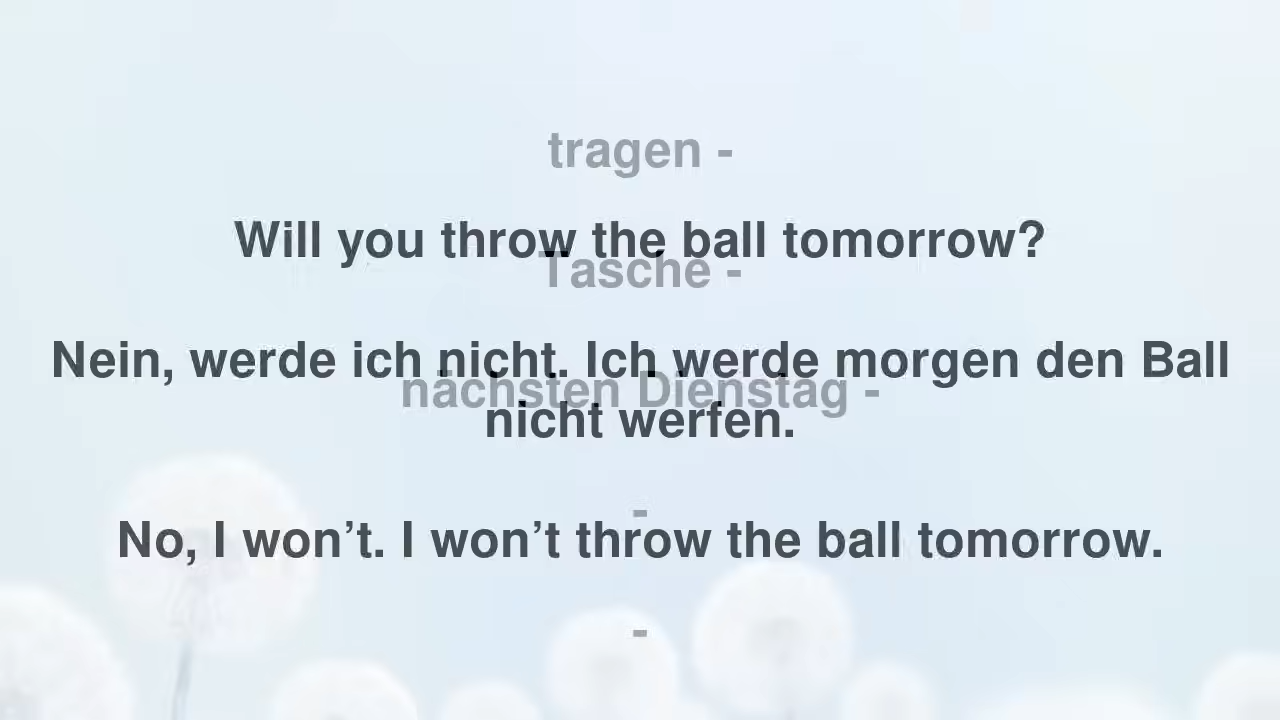 tragen -
Will you throw the ball tomorrow?
Tasche -
Nein, werde ich nicht. Ich werde morgen den Ball
nächsten Dienstag -
nicht werfen.
-
No, I won’t. I won’t throw the ball tomorrow.
-